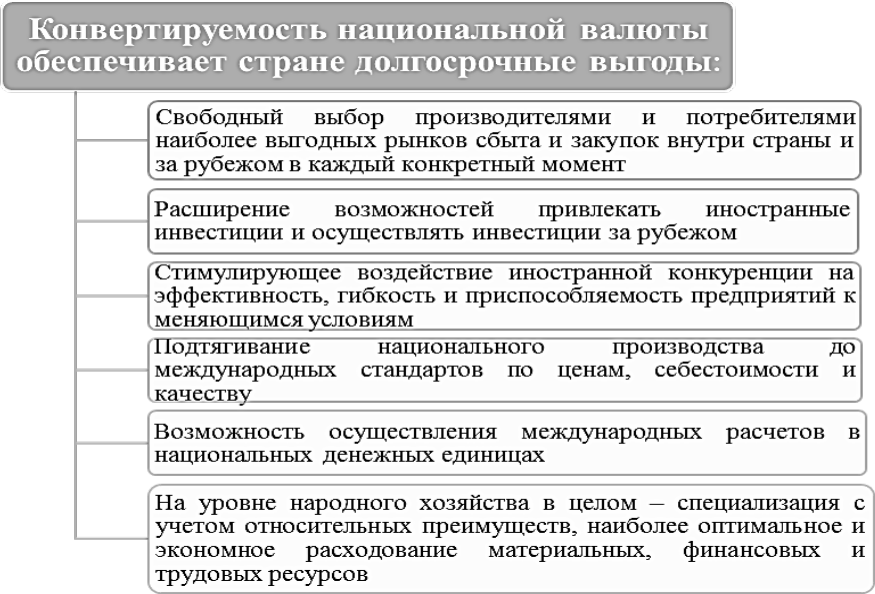 Конвертируемость национальной валюты
обеспечивает стране долгосрочные выгоды:
Свободный выбор производителями и потребителями
наиболее выгодных рынков сбыта и закупок внутри страны и
за рубежом в каждый конкретный момент
Расширение возможностей привлекать иностранные
инвестиции и осуществлять инвестиции за рубежом
Стимулирующее воздействие иностранной конкуренции на
эффективность, гибкость и приспособляемость предприятий к
меняющимся условиям
Подтягивание национального производства до
международных стандартов по ценам, себестоимости и
качеству
Возможность осуществления международных расчетов в
национальных денежных единицах
На уровне народного хозяйства в целом – специализация с
учетом относительных преимуществ, наиболее оптимальное и
экономное расходование материальных, финансовых и
трудовых ресурсов